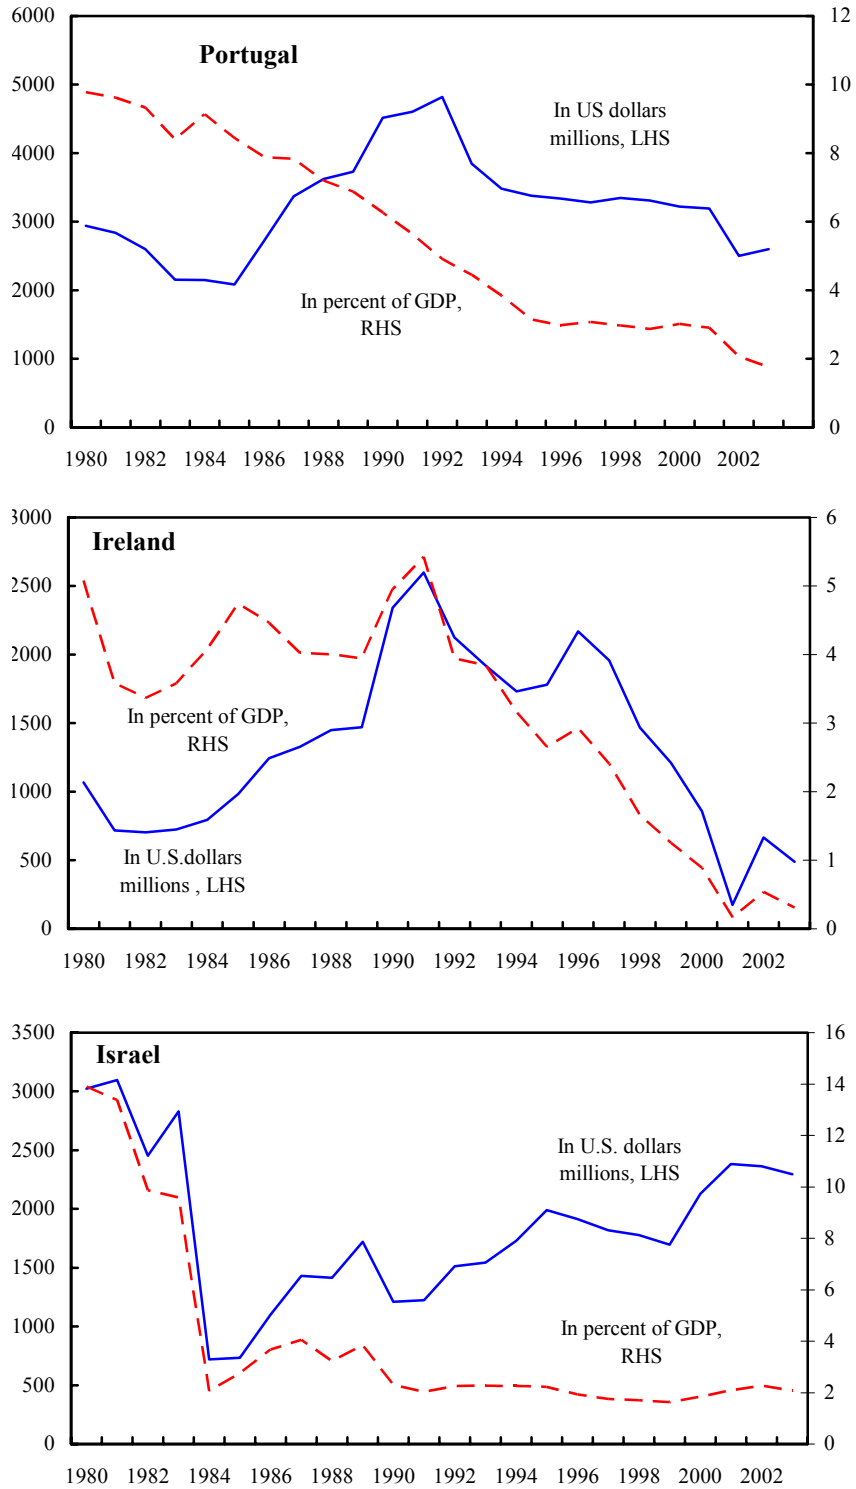 6000
12
Portugal
5000
10
In US dollars
millions, LHS
4000
8
3000
6
In percent of GDP,
RHS
2000
4
1000
2
0
0
1980 1982 1984 1986 1988 1990 1992 1994 1996 1998 2000 2002
3000
6
Ireland
2500
5
2000
4
In percent of GDP,
RHS
1500
3
1000
2
In U.S.dollars
millions , LHS
500
1
0
0
1980 1982 1984 1986 1988 1990 1992 1994 1996 1998 2000 2002
3500
16
Israel
3000
14
2500
12
In U.S. dollars
millions, LHS
10
2000
8
1500
6
1000
In percent of GDP,
RHS
4
500
2
0
0
1980 1982 1984 1986 1988 1990 1992 1994 1996 1998 2000 2002